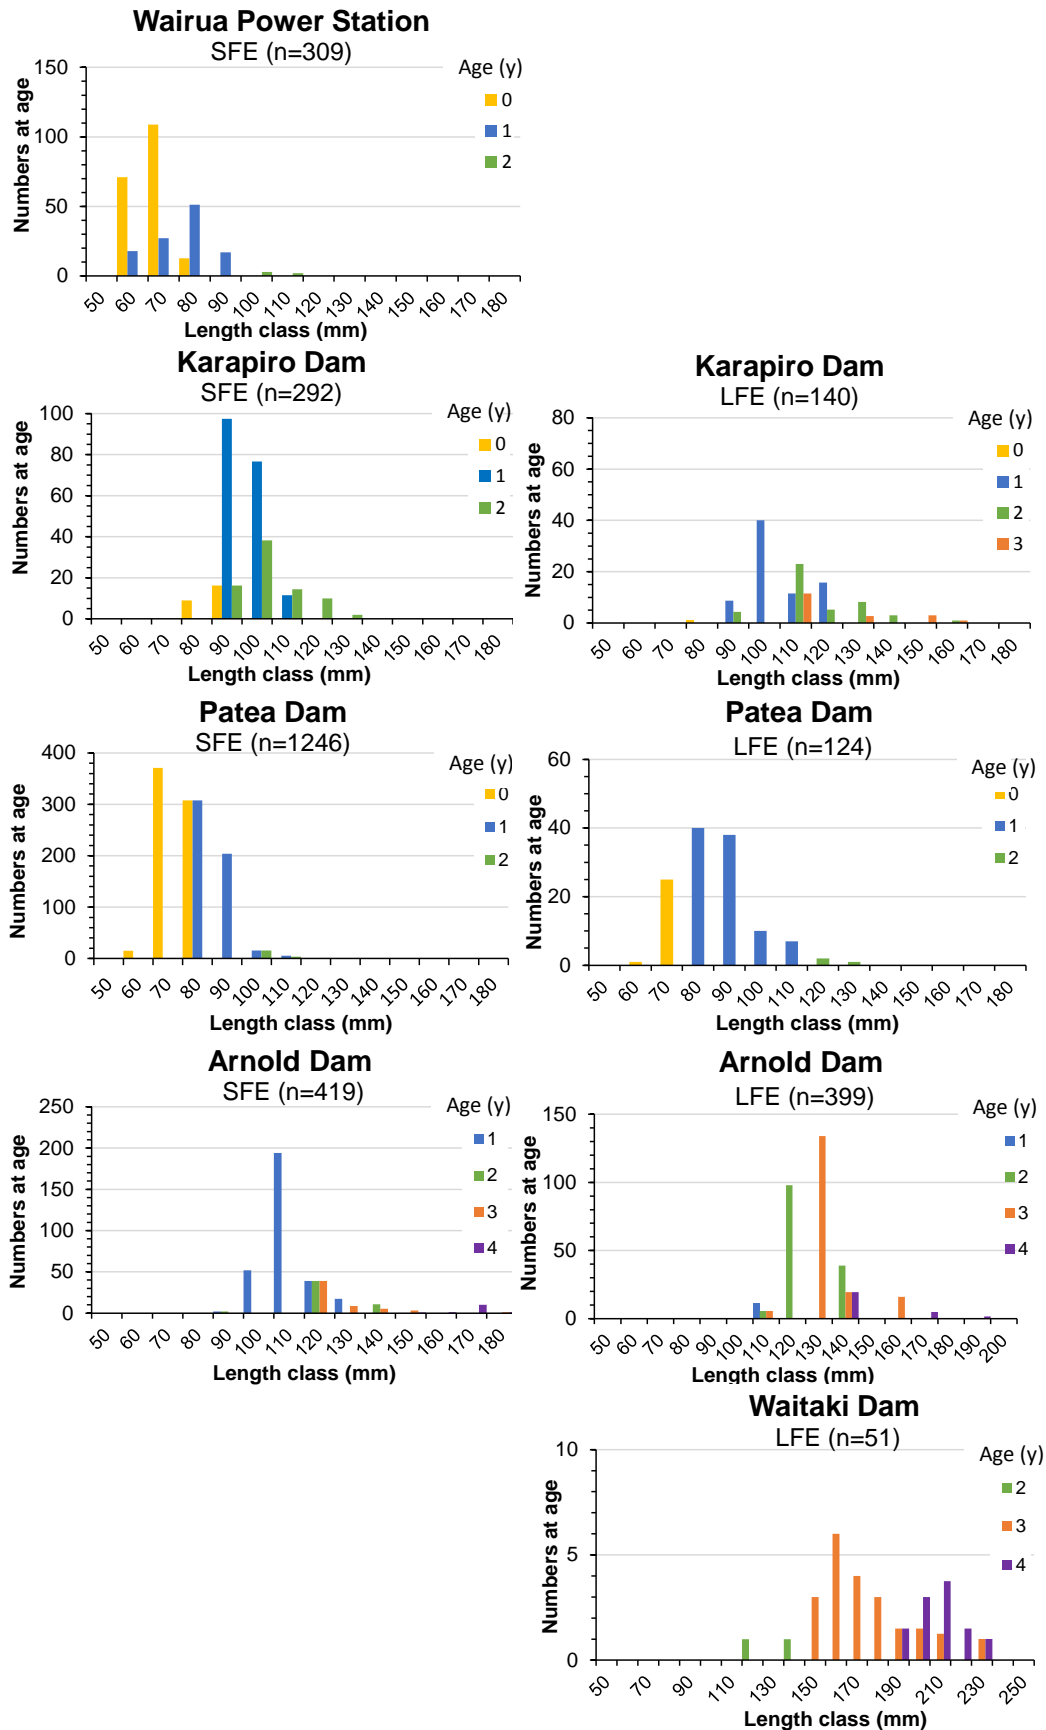 Wairua Power Station
SFE (n=309)
Numbers at age
150
100
50
0
50 60 70 80 90 100 110 120 130 140 150 160 170 180
Length class (mm)
Age (y)
0
1
2
Karapiro Dam
SFE (n=292)
Numbers at age
100
80
60
40
20
0
50 60 70 80 90 100 110 120 130 140 150 160 170 180
Length class (mm)
Age (y)
0
1
2
Karapiro Dam
LFE (n=140)
Numbers at age
80
60
40
20
0
50 60 70 80 90 100 110 120 130 140 150 160 170 180
Length class (mm)
Age (y)
0
1
2
3
Patea Dam
SFE (n=1246)
Numbers at age
400
300
200
100
0
50 60 70 80 90 100 110 120 130 140 150 160 170 180
Length class (mm)
Age (y)
0
1
2
Patea Dam
LFE (n=124)
Numbers at age
60
40
20
0
50 60 70 80 90 100 110 120 130 140 150 160 170 180
Length class (mm)
Age (y)
0
1
2
Arnold Dam
SFE (n=419)
Numbers at age
250
200
150
100
50
0
50 60 70 80 90 100 110 120 130 140 150 160 170 180
Length class (mm)
Age (y)
1
2
3
4
Arnold Dam
LFE (n=399)
Numbers at age
150
100
50
0
50 60 70 80 90 100 110 120 130 140 150 160 170 180 190 200
Length class (mm)
Age (y)
1
2
3
4
Waitaki Dam
LFE (n=51)
Numbers at age
10
5
0
50 70 90 110 130 150 170 190 210 230 250
Length class (mm)
Age (y)
2
3
4